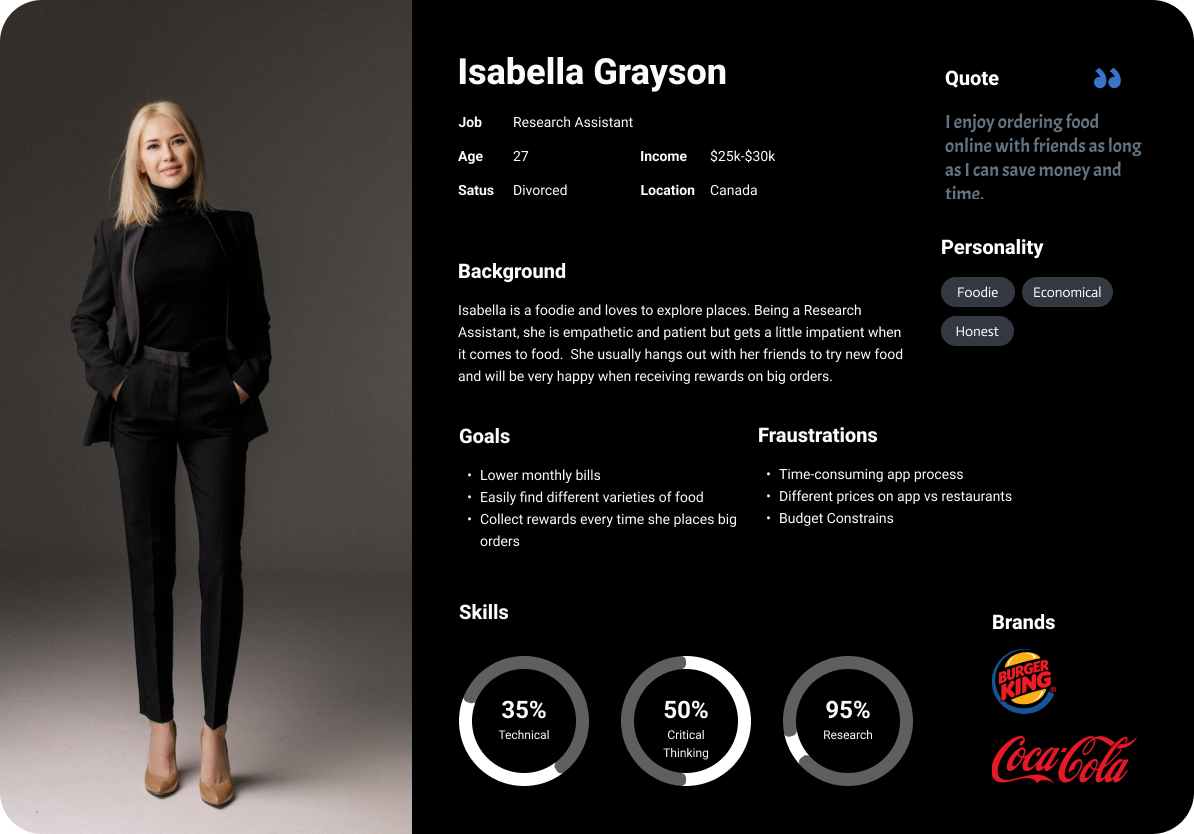 Isabella Grayson
Job Research Assistant
Age 27 Income $25k-$30k
Satus Divorced Location Canada
Quote
I enjoy ordering food
online with friends as long
as I can save money and
time.
Personality
Foodie Economical
Honest
Background
Isabella is a foodie and loves to explore places. Being a Research
Assistant, she is empathetic and patient but gets a little impatient when
it comes to food.  She usually hangs out with her friends to try new food
and will be very happy when receiving rewards on big orders.
Goals
• Lower monthly bills
• Easily find different varieties of food
• Collect rewards every time she places big
orders
Fraustrations
• Time-consuming app process
• Different prices on app vs restaurants
• Budget Constrains
Skills
35%
Technical
50%
Critical
Thinking
95%
Research
Brands
BURGER
KING®
Coca-Cola